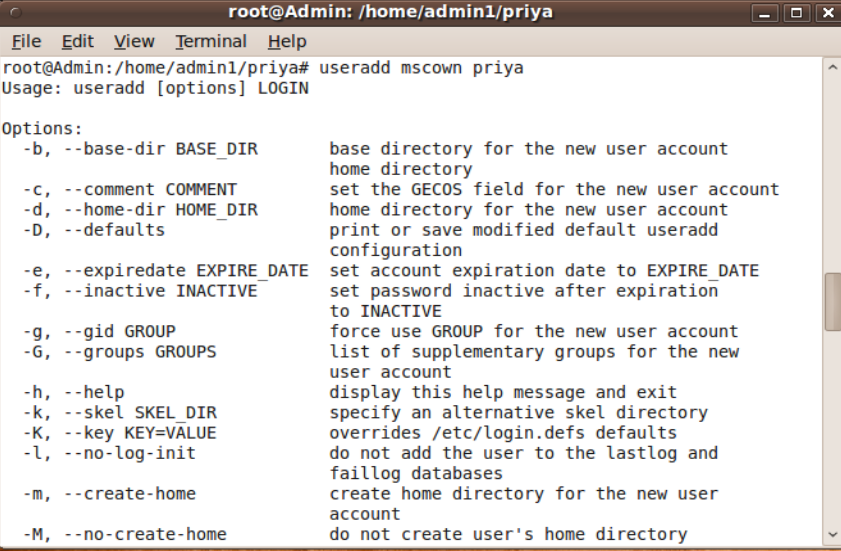 root@Admin: /home/admin1/priya
File Edit View Terminal Help
root@Admin:/home/admin1/priya# useradd mscown priya
Usage: useradd [options] LOGIN
Options:
-b, --base-dir BASE_DIR base directory for the new user account
home directory
-c, --comment COMMENT set the GECOS field for the new user account
-d, --home-dir HOME_DIR home directory for the new user account
-D, --defaults print or save modified default useradd
configuration
-e, --expiredate EXPIRE_DATE set account expiration date to EXPIRE_DATE
-f, --inactive INACTIVE set password inactive after expiration
to INACTIVE
-g, --gid GROUP force use GROUP for the new user account
-G, --groups GROUPS list of supplementary groups for the new
user account
-h, --help display this help message and exit
-k, --skel SKEL_DIR specify an alternative skel directory
-K, --key KEY=VALUE overrides /etc/login.defs defaults
-l, --no-log-init do not add the user to the lastlog and
faillog databases
-m, --create-home create home directory for the new user
account
-M, --no-create-home do not create user's home directory